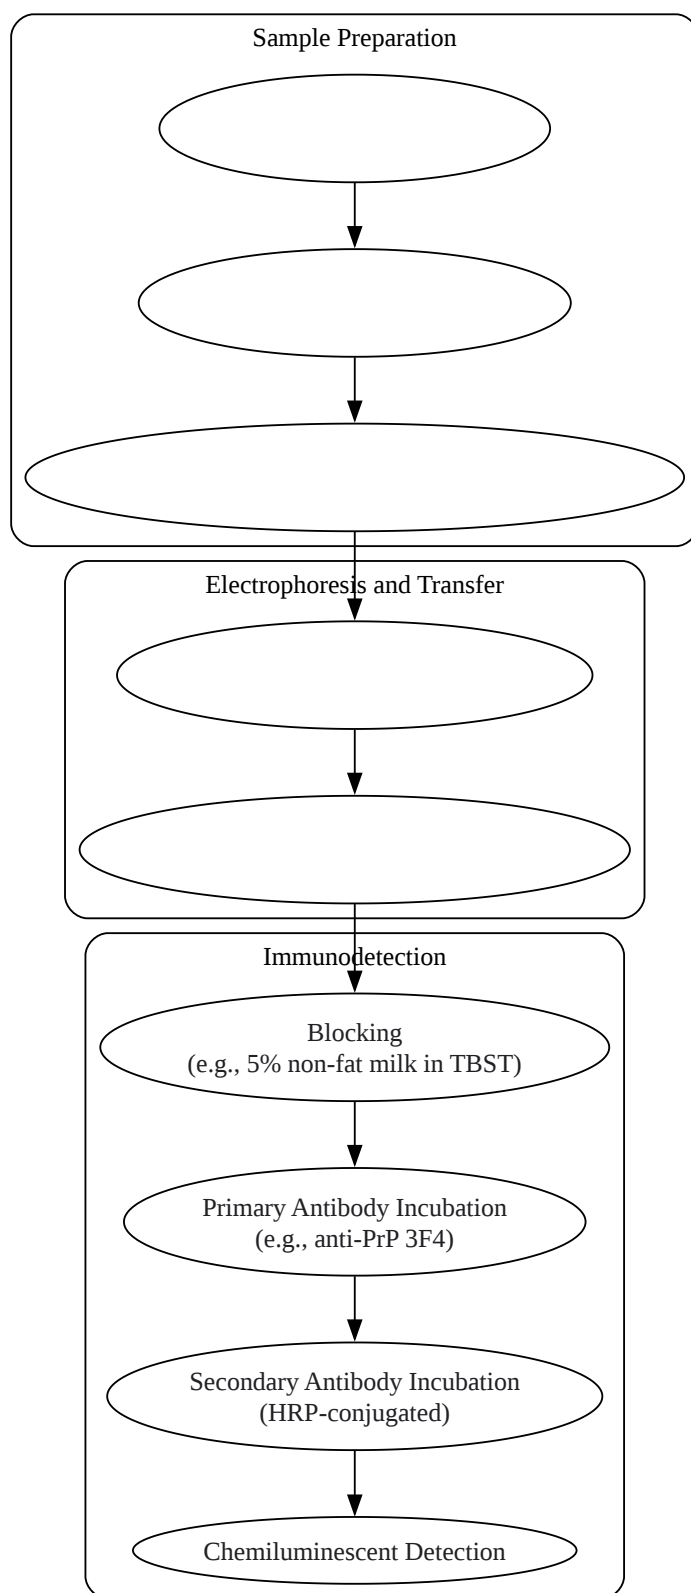 Sample Preparation
Electrophoresis and Transfer
Immunodetection
Blocking
(e.g., 5% non-fat milk in TBST)
Primary Antibody Incubation
(e.g., anti-PrP 3F4)
Secondary Antibody Incubation
(HRP-conjugated)
Chemiluminescent Detection